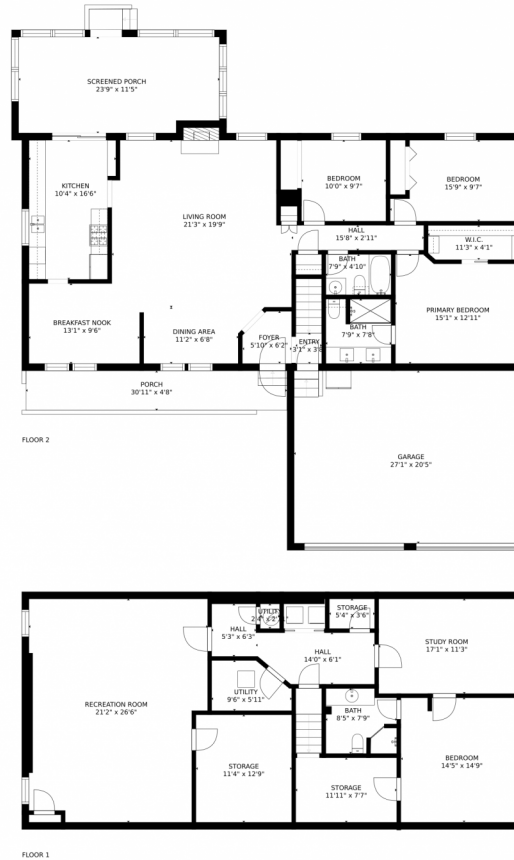 SCREENED PORCH
23'9" x 11'5"
KITCHEN
10'4" x 16'6"
BEDROOM
10'0" x 9'7"
BEDROOM
15'9" x 9'7"
LIVING ROOM
21'3" x 19'9"
HALL
15'8" x 2'11"
W.I.C.
11'3" x 4'1"
BATH
7'9" x 4'10"
PRIMARY BEDROOM
15'1" x 12'11"
BREAKFAST NOOK
13'1" x 9'6"
DINING AREA
11'2" x 6'8"
FOYER
5'10" x 6'2"
ENTRY
3'1" x 3'8"
BATH
7'9" x 7'8"
PORCH
30'11" x 4'8"
FLOOR 2
GARAGE
27'1" x 20'5"
UTILITY
STORAGE
5'4" x 3'6"
HALL
5'3" x 6'3"
HALL
14'0" x 6'1"
STUDY ROOM
17'1" x 11'3"
UTILITY
9'6" x 5'11"
RECREATION ROOM
21'2" x 26'6"
BATH
8'5" x 7'9"
STORAGE
11'4" x 12'9"
BEDROOM
14'5" x 14'9"
STORAGE
11'11" x 7'7"
FLOOR 1